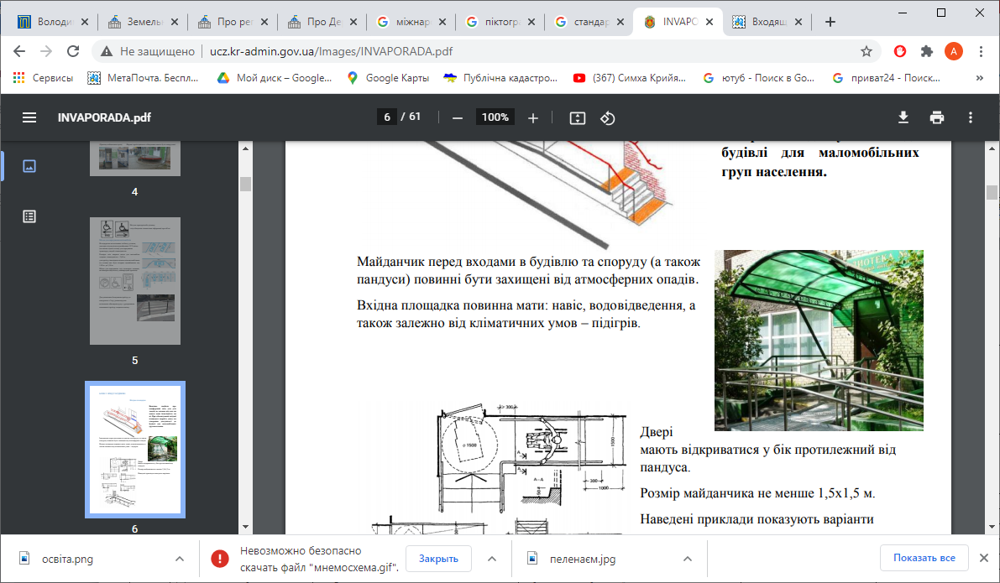 Володи
Земель
Про рег
Про Де
міжнар
піктогр
стандар
INVAPO
Входящ
Не защищено
ucz.kr-admin.gov.ua/Images/INVAPORADA.pdf
A
Сервисы
МетаПочта. Беспл...
Мой диск – Google...
Google Карты
Публічна кадастро...
(367) Симха Крийя...
ютуб - Поиск в Go...
приват24 - Поиск...
»
INVAPORADA.pdf
6 / 61
100%
4
5
6
будівлі для маломобільних
груп населення.
Майданчик перед входами в будівлю та споруду (а також
пандуси) повинні бути захищені від атмосферних опадів.
Вхідна площадка повинна мати: навіс, водовідведення, а
також залежно від кліматичних умов – підігрів.
> 300
1500
1500
А
А
А–А
50
300
1000
Двері
мають відкриватися у бік протилежний від
пандуса.
Розмір майданчика не менше 1,5х1,5 м.
Наведені приклади показують варіанти
освіта.png
Невозможно безопасно
скачать файл "мнемосхема.gif".
Закрыть
пеленаєм.jpg
Показать все